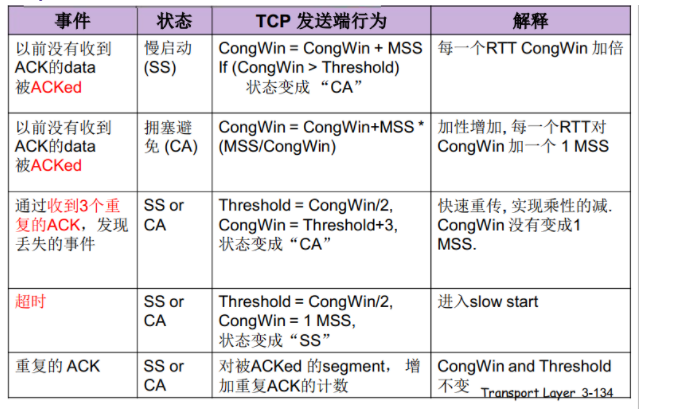 事件
状态
TCP 发送端行为
解释
以前没有收到
ACK的data
被ACKed
慢启动
(SS)
CongWin = CongWin + MSS
If (CongWin > Threshold)
状态变成 “CA”
每一个RTT CongWin 加倍
以前没有收到
ACK的data
被ACKed
拥塞避
免 (CA)
CongWin = CongWin+MSS *
(MSS/CongWin)
加性增加, 每一个RTT对
CongWin 加一个 1 MSS
通过收到3个重
复的ACK，发现
丢失的事件
SS or
CA
Threshold = CongWin/2,
CongWin = Threshold+3,
状态变成“CA”
快速重传, 实现乘性的减.
CongWin 没有变成1
MSS.
超时
SS or
CA
Threshold = CongWin/2,
CongWin = 1 MSS,
状态变成“SS”
进入slow start
重复的 ACK
SS or
CA
对被ACKed 的segment， 增
加重复ACK的计数
CongWin and Threshold
不变
Transport Layer 3-134